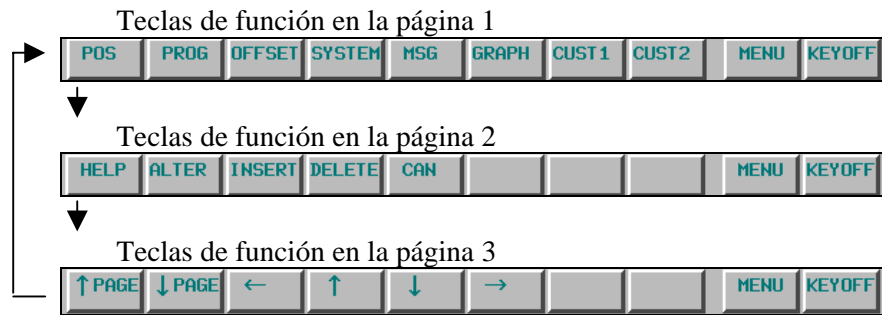 Teclas de función en la página 1
POS PROG OFFSET SYSTEM MSG GRAPH CUST1 CUST2 MENU KEYOFF
Teclas de función en la página 2
HELP ALTER INSERT DELETE CAN MENU KEYOFF
Teclas de función en la página 3
↑PAGE ↓PAGE ← ↑ ↓ → MENU KEYOFF